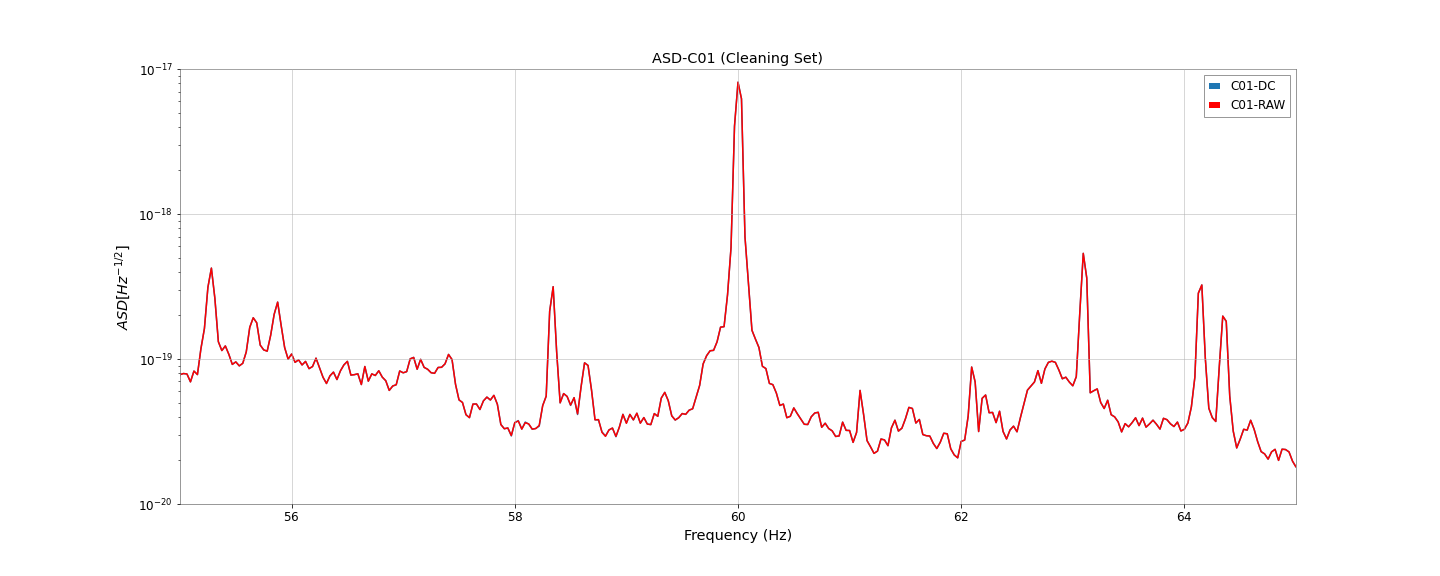 ASD-C01 (Cleaning Set)
C01-DC
C01-RAW
10⁻¹⁷
10⁻¹⁸
10⁻¹⁹
10⁻²⁰
ASD[Hz⁻¹/²]
56 58 60 62 64
Frequency (Hz)